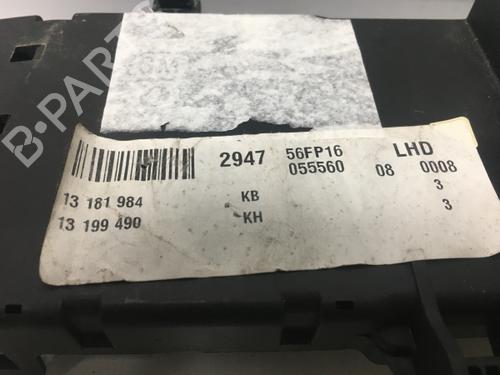 B-PARTS
2947 56FP16 LHD
055560 08 0008
13 181 984 KB 3
13 199 490 KH 3